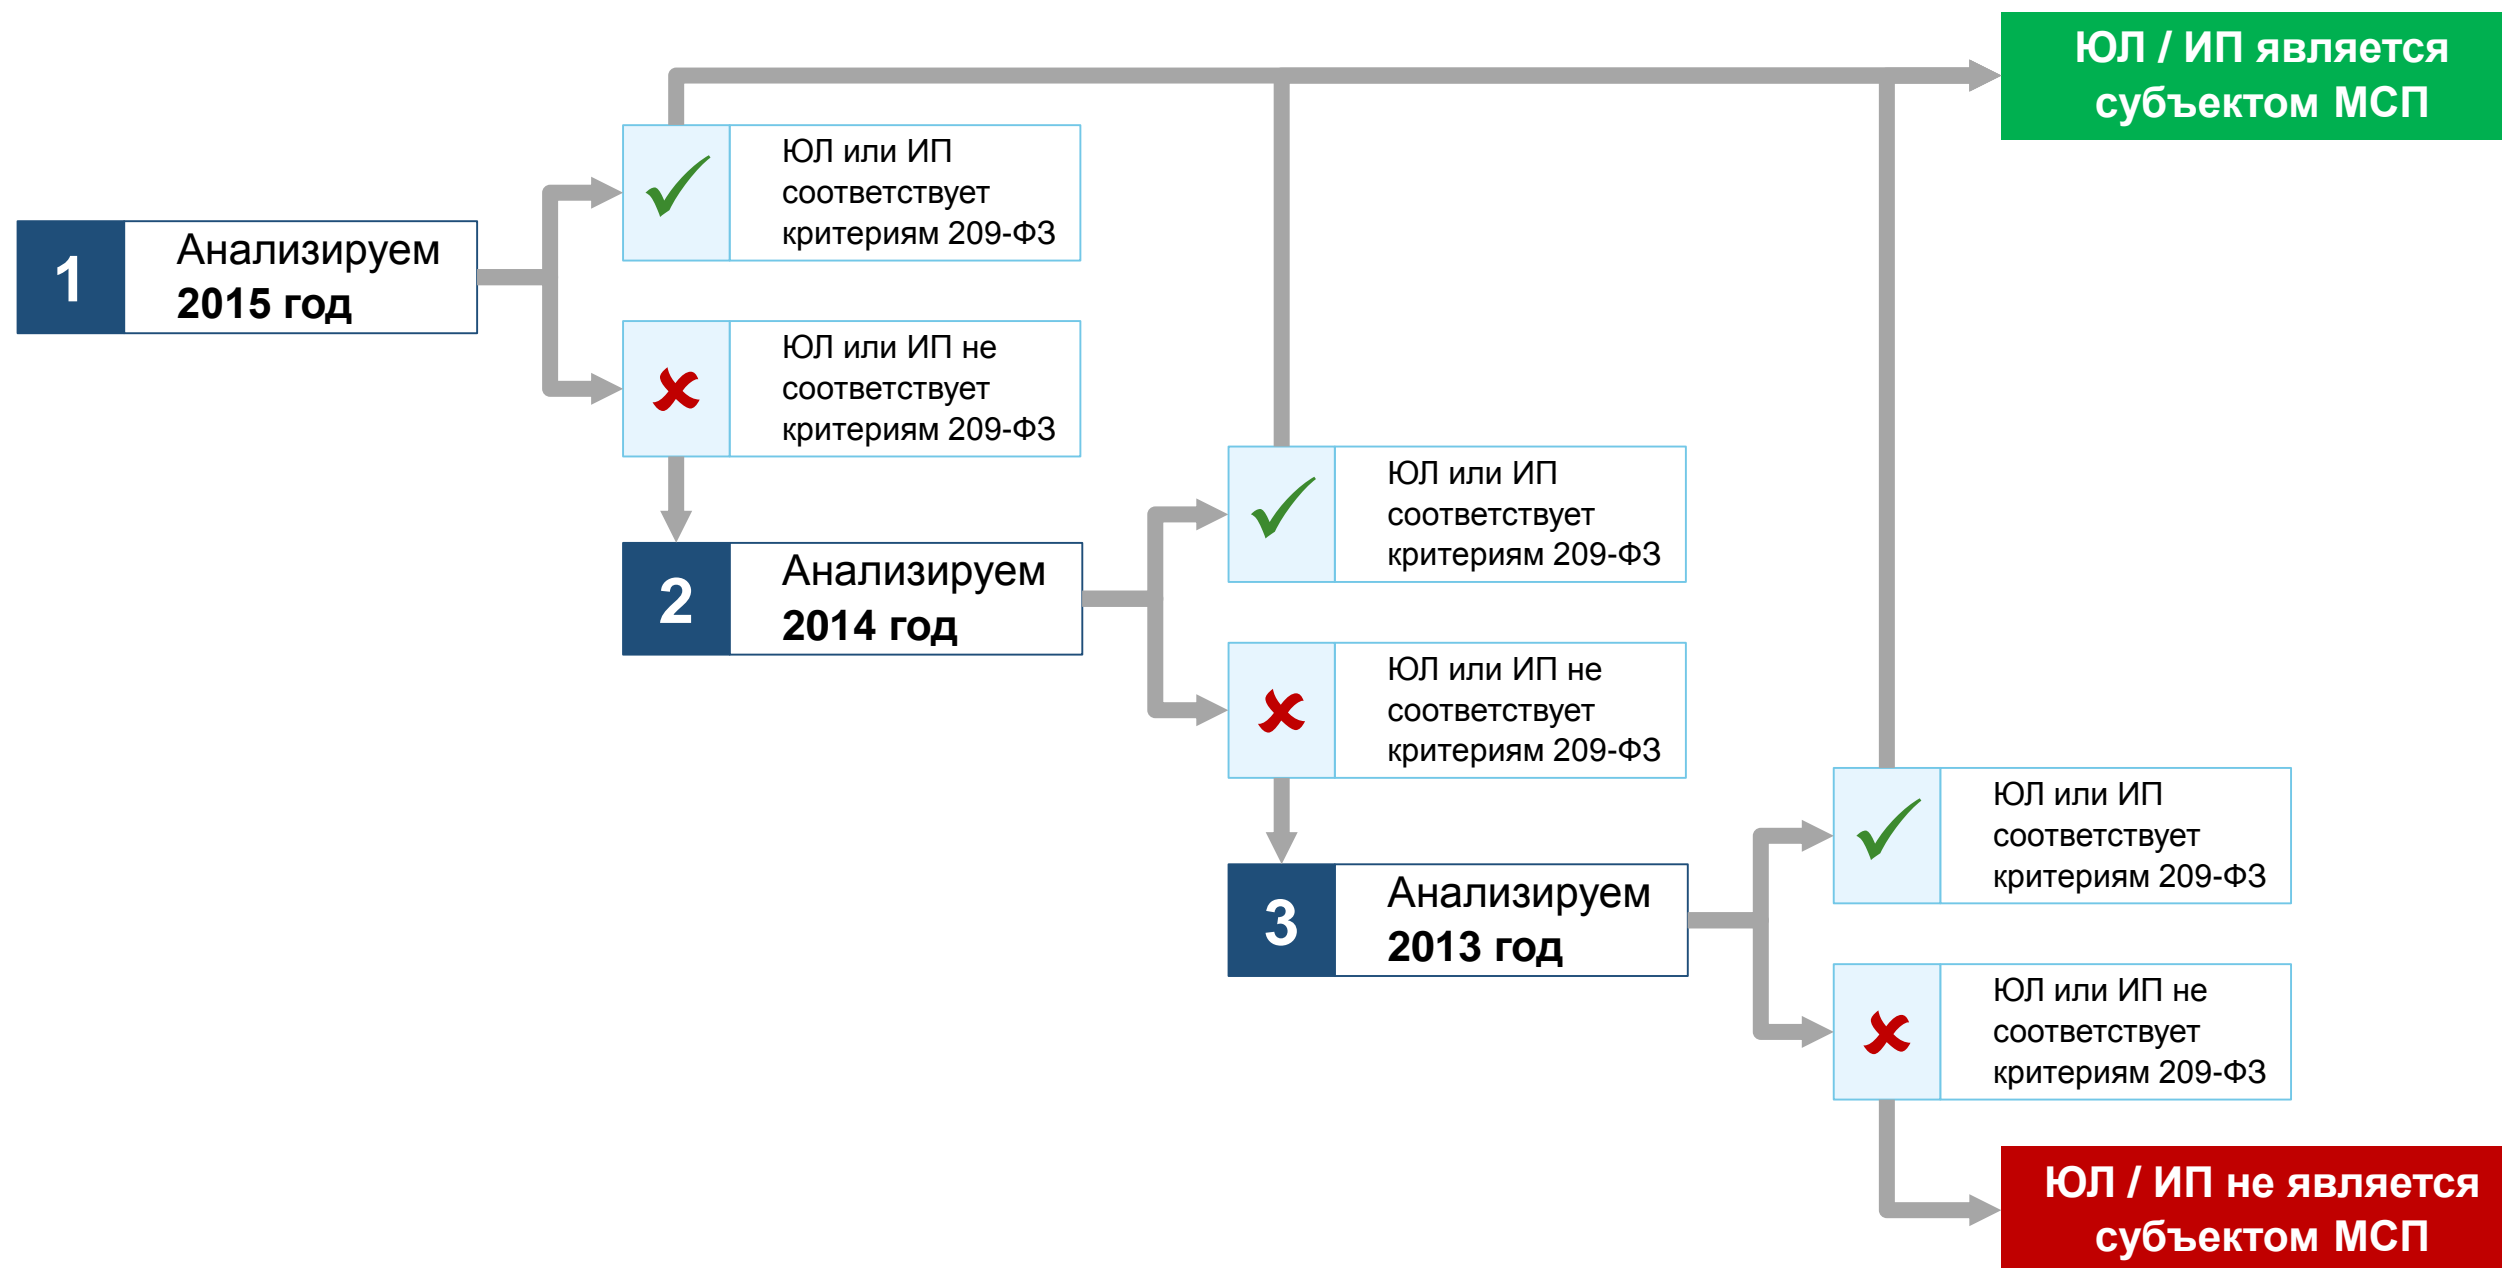 ЮЛ / ИП является
субъектом МСП
ЮЛ или ИП
соответствует
критериям 209-ФЗ
1
Анализируем
2015 год
ЮЛ или ИП не
соответствует
критериям 209-ФЗ
ЮЛ или ИП
соответствует
критериям 209-ФЗ
2
Анализируем
2014 год
ЮЛ или ИП не
соответствует
критериям 209-ФЗ
ЮЛ или ИП
соответствует
критериям 209-ФЗ
3
Анализируем
2013 год
ЮЛ или ИП не
соответствует
критериям 209-ФЗ
ЮЛ / ИП не является
субъектом МСП